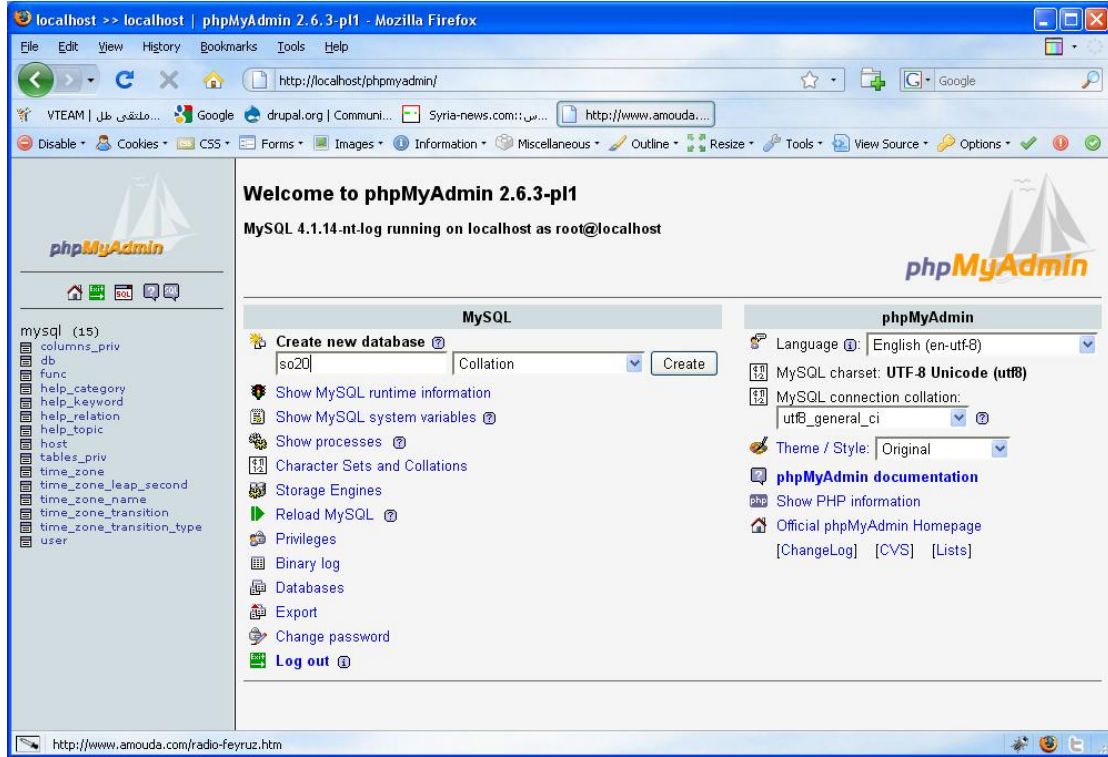 localhost >> localhost | phpMyAdmin 2.6.3-pl1 - Mozilla Firefox
File Edit View History Bookmarks Tools Help
http://localhost/phpmyadmin/
G Google
VTEAM | ملتقى طل... Google drupal.org | Communi... Syria-news.com::س... http://www.amouda....
Disable Cookies CSS Forms Images Information Miscellaneous Outline Resize Tools View Source Options
phpMyAdmin
Exit SQL SQL
mysql (15)
columns_priv
db
func
help_category
help_keyword
help_relation
help_topic
host
tables_priv
time_zone
time_zone_leap_second
time_zone_name
time_zone_transition
time_zone_transition_type
user
Welcome to phpMyAdmin 2.6.3-pl1
MySQL 4.1.14-nt-log running on localhost as root@localhost
phpMyAdmin
MySQL
Create new database
so20 Collation Create
Show MySQL runtime information
Show MySQL system variables
Show processes
Character Sets and Collations
Storage Engines
Reload MySQL
Privileges
Binary log
Databases
Export
Change password
Log out
phpMyAdmin
Language: English (en-utf-8)
MySQL charset: UTF-8 Unicode (utf8)
MySQL connection collation:
utf8_general_ci
Theme / Style: Original
phpMyAdmin documentation
php Show PHP information
Official phpMyAdmin Homepage
[ChangeLog] [CVS] [Lists]
http://www.amouda.com/radio-feyruz.htm